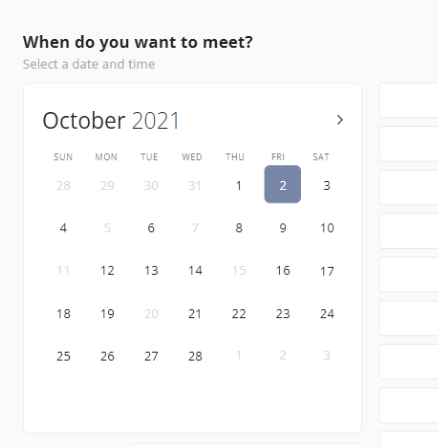 When do you want to meet?
Select a date and time
October 2021
SUN MON TUE WED THU FRI SAT
28 29 30 31 1 2 3
4 5 6 7 8 9 10
11 12 13 14 15 16 17
18 19 20 21 22 23 24
25 26 27 28 1 2 3